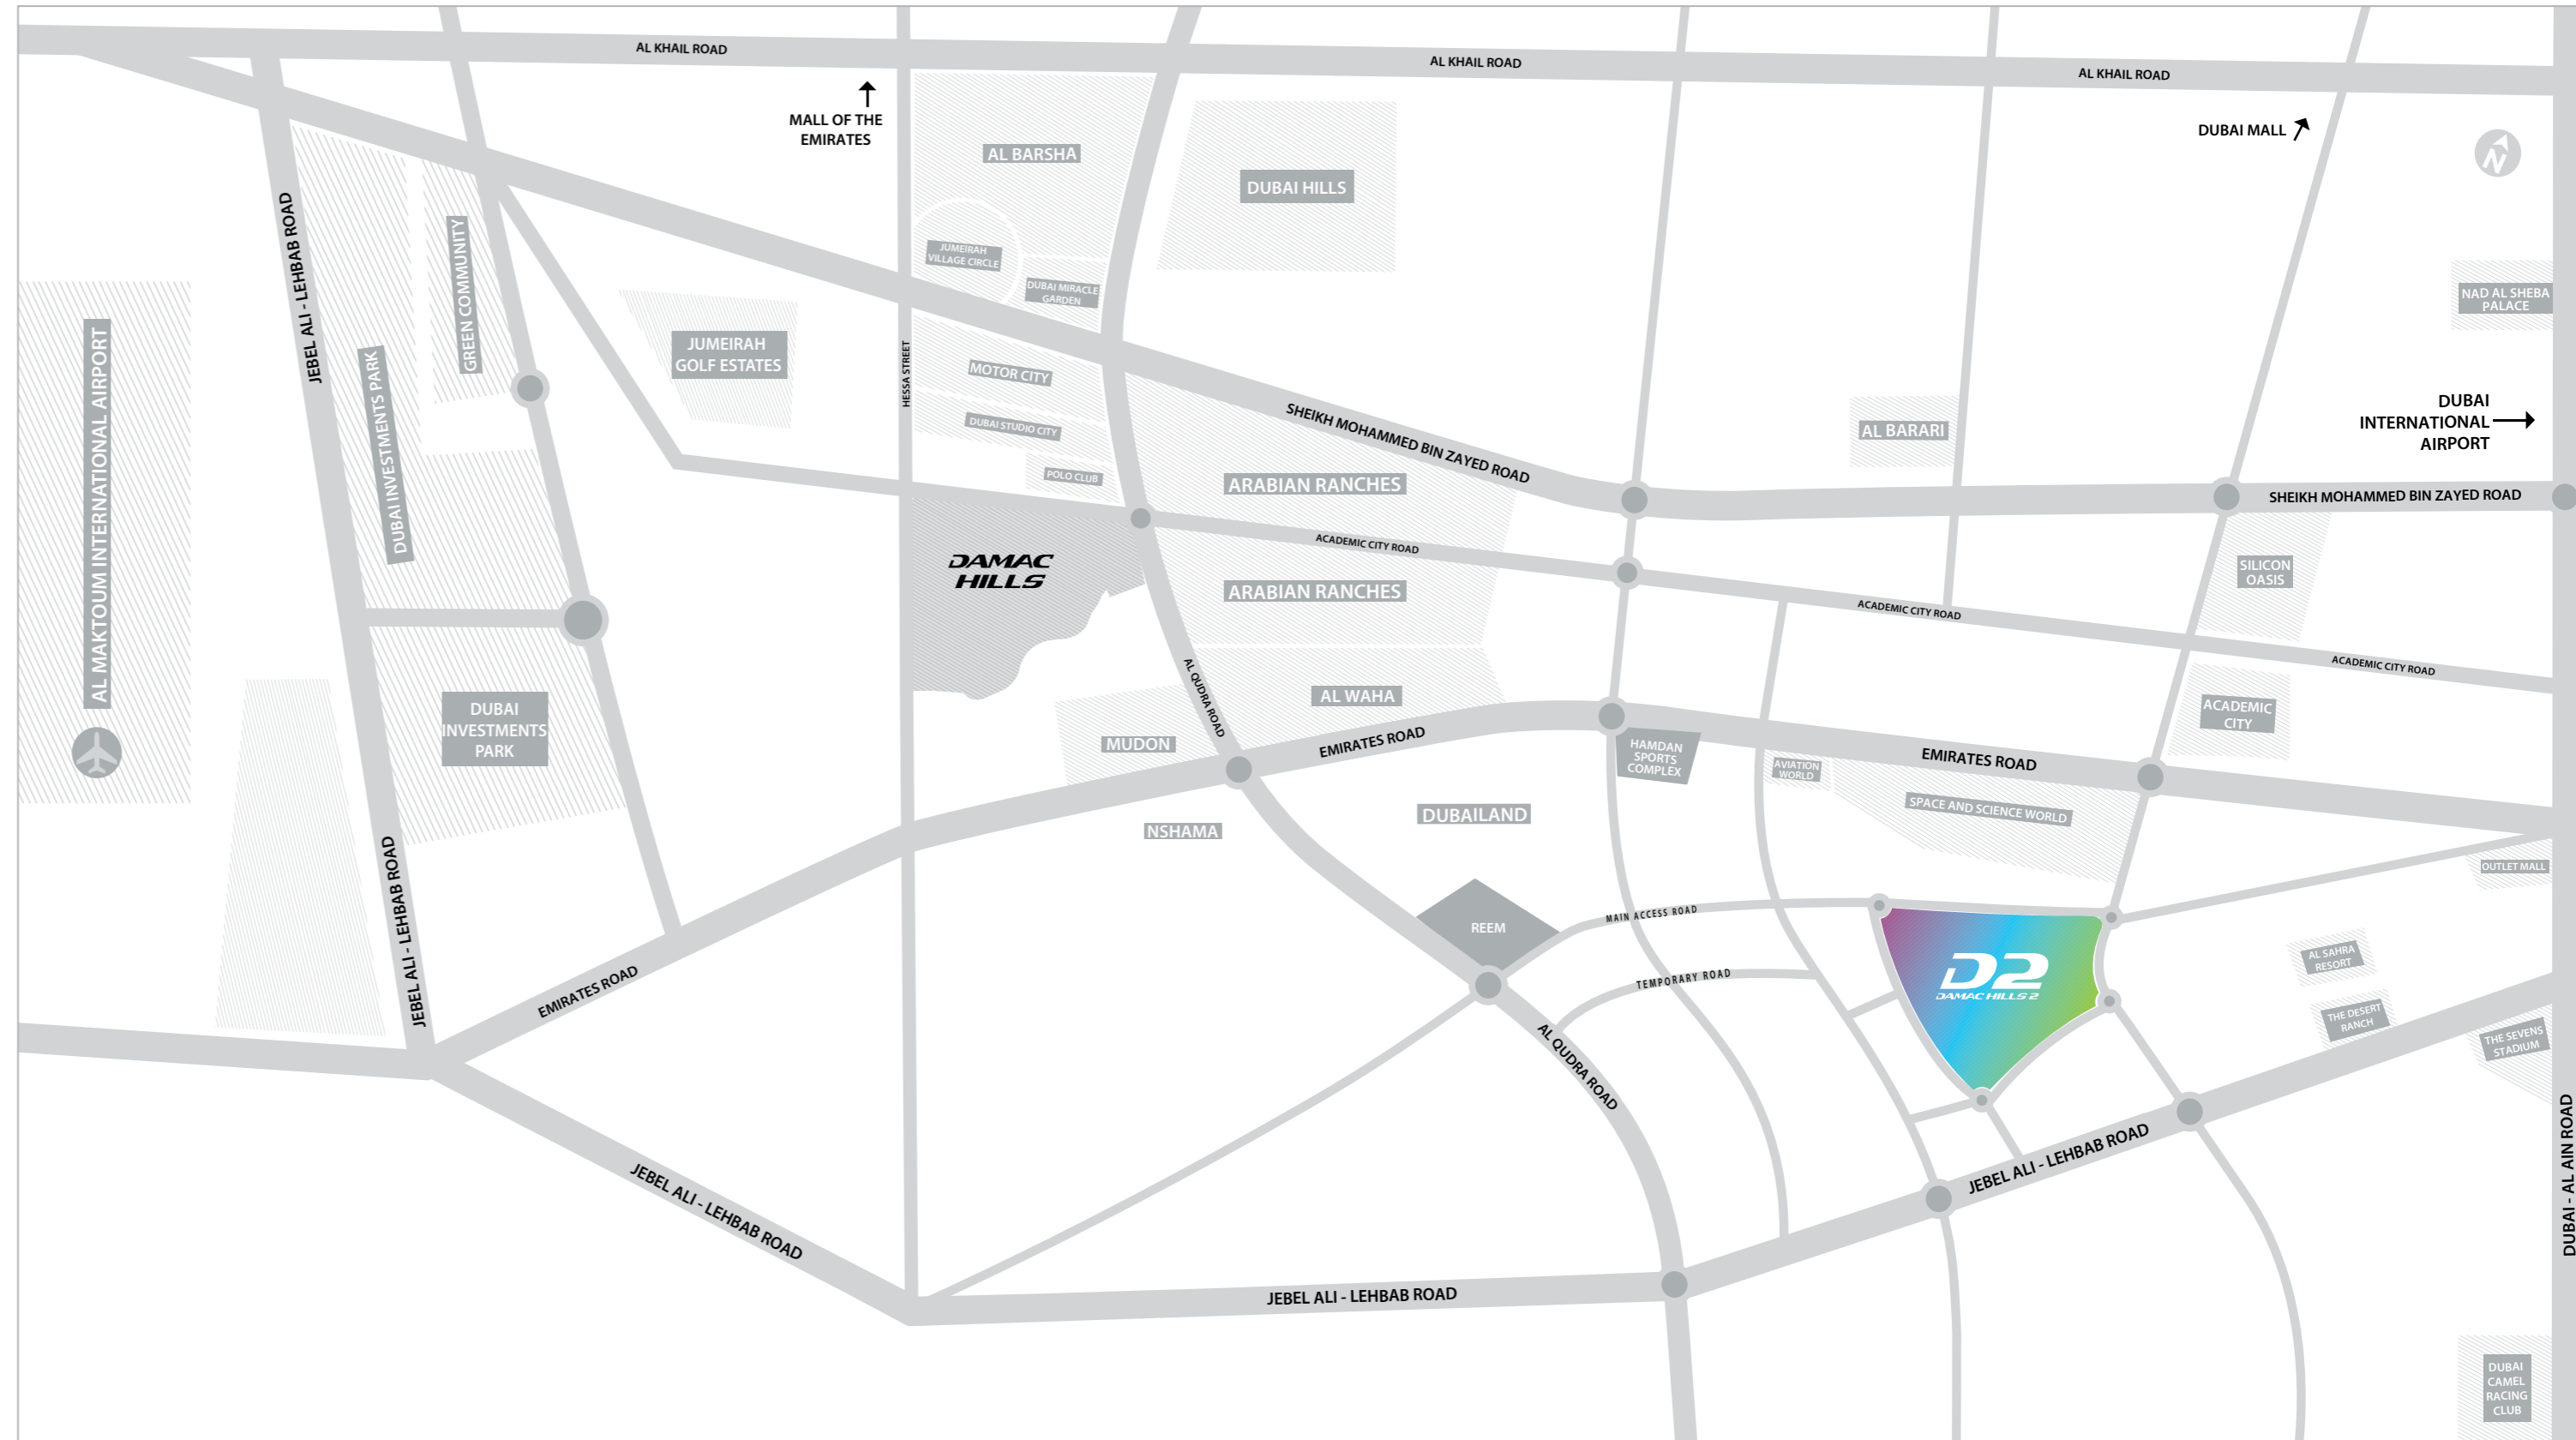 AL KHAIL ROAD
AL KHAIL ROAD
AL KHAIL ROAD
MALL OF THE
EMIRATES
DUBAI MALL
N
AL BARSHA
DUBAI HILLS
JEBEL ALI - LEHBAB ROAD
GREEN COMMUNITY
JUMEIRAH
VILLAGE CIRCLE
DUBAI MIRACLE
GARDEN
NAD AL SHEBA
PALACE
AL MAKTOUM INTERNATIONAL AIRPORT
DUBAI INVESTMENTS PARK
JUMEIRAH
GOLF ESTATES
HESSA STREET
MOTOR CITY
DUBAI STUDIO CITY
POLO CLUB
SHEIKH MOHAMMED BIN ZAYED ROAD
AL BARARI
DUBAI
INTERNATIONAL
AIRPORT
ARABIAN RANCHES
SHEIKH MOHAMMED BIN ZAYED ROAD
ACADEMIC CITY ROAD
DAMAC
HILLS
ARABIAN RANCHES
SILICON
OASIS
ACADEMIC CITY ROAD
ACADEMIC CITY ROAD
AL QUDRA ROAD
AL WAHA
DUBAI
INVESTMENTS
PARK
MUDON
EMIRATES ROAD
HAMDAN
SPORTS
COMPLEX
ACADEMIC
CITY
AVIATION
WORLD
EMIRATES ROAD
SPACE AND SCIENCE WORLD
NSHAMA
DUBAILAND
OUTLET MALL
JEBEL ALI - LEHBAB ROAD
REEM
MAIN ACCESS ROAD
TEMPORARY ROAD
D2
DAMAC HILLS 2
AL SAHRA
RESORT
THE DESERT
RANCH
THE SEVENS
STADIUM
EMIRATES ROAD
AL QUDRA ROAD
JEBEL ALI - LEHBAB ROAD
JEBEL ALI - LEHBAB ROAD
JEBEL ALI - LEHBAB ROAD
DUBAI - AL AIN ROAD
DUBAI
CAMEL
RACING
CLUB